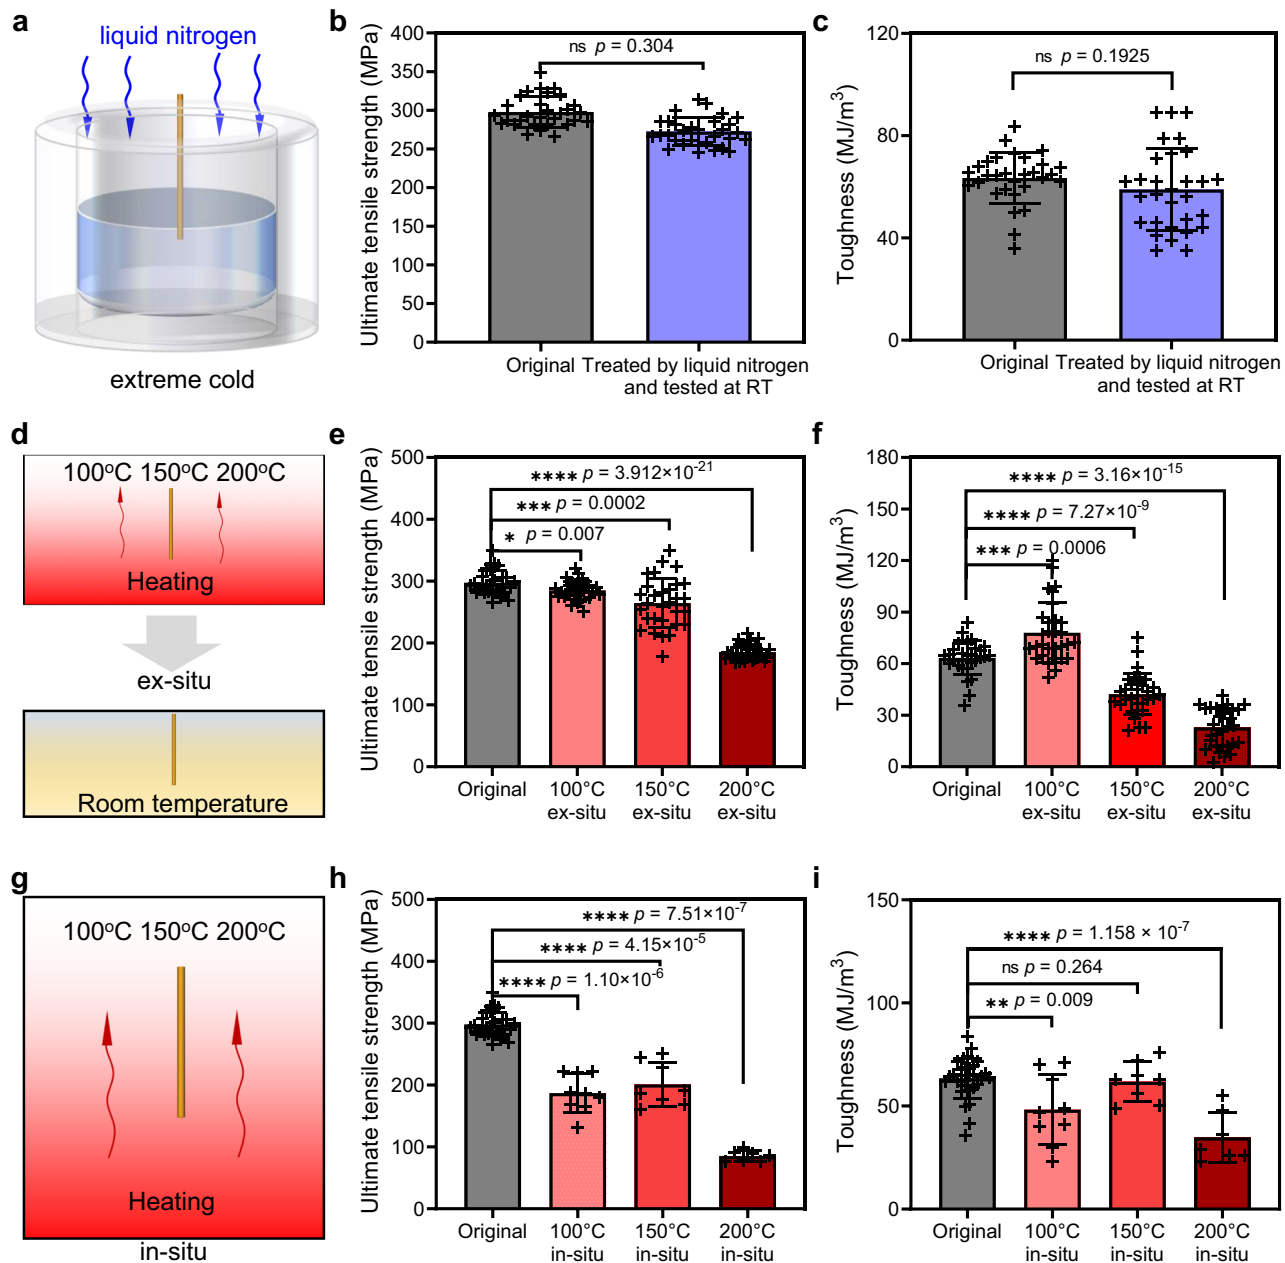 a
liquid nitrogen
extreme cold
b
Ultimate tensile strength (MPa)
400
350
300
250
200
150
100
50
0
ns p = 0.304
Original
Treated by liquid nitrogen
and tested at RT
c
Toughness (MJ/m³)
120
80
40
0
ns p = 0.1925
Original
Treated by liquid nitrogen
and tested at RT
d
100°C 150°C 200°C
Heating
ex-situ
Room temperature
e
Ultimate tensile strength (MPa)
500
400
300
200
100
0
**** p = 3.912×10⁻²¹
*** p = 0.0002
* p = 0.007
Original
100°C
ex-situ
150°C
ex-situ
200°C
ex-situ
f
Toughness (MJ/m³)
180
150
120
90
60
30
0
**** p = 3.16×10⁻¹⁵
**** p = 7.27×10⁻⁹
*** p = 0.0006
Original
100°C
ex-situ
150°C
ex-situ
200°C
ex-situ
g
100°C 150°C 200°C
Heating
in-situ
h
Ultimate tensile strength (MPa)
500
400
300
200
100
0
**** p = 7.51×10⁻⁷
**** p = 4.15×10⁻⁵
**** p = 1.10×10⁻⁶
Original
100°C
in-situ
150°C
in-situ
200°C
in-situ
i
Toughness (MJ/m³)
150
100
50
0
**** p = 1.158 × 10⁻⁷
ns p = 0.264
** p = 0.009
Original
100°C
in-situ
150°C
in-situ
200°C
in-situ